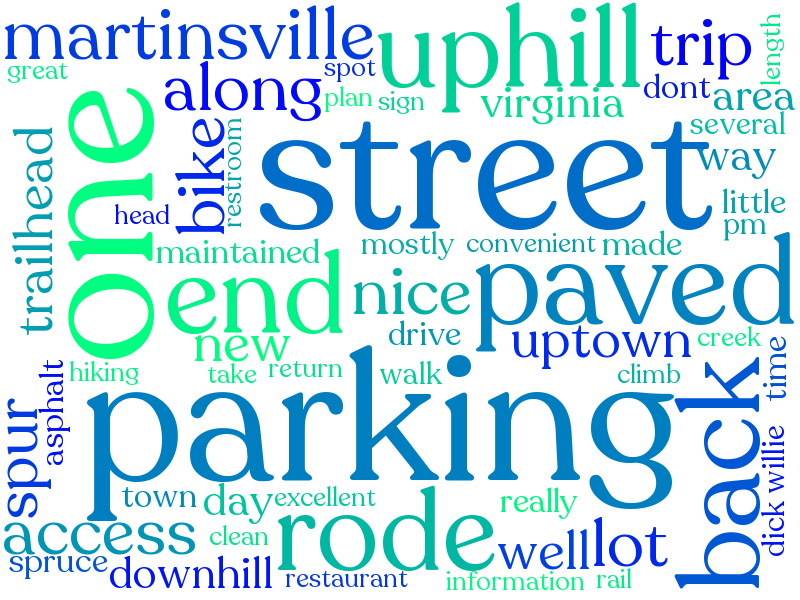 martinsville
uphill
trip
length
great
spot
dont
along
plan
sign
virginia
area
one
street
several
trailhead
bike
restroom
way
head
little
pm
maintained
mostly
convenient
made
end
nice
paved
new
drive
uptown
creek
time
hiking
take
return
walk
climb
asphalt
spur
parking
back
dick willie
town
day
excellent
really
access
clean
rode
well
lot
spruce
downhill
restaurant
information
rail